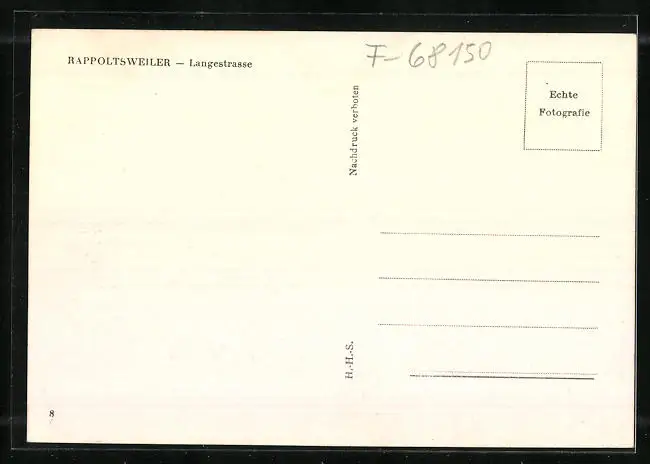 RAPPOLTSWEILER — Langestrasse
F-68150
Echte
Fotografie
Nachdruck verboten
H.-H.-S.
8